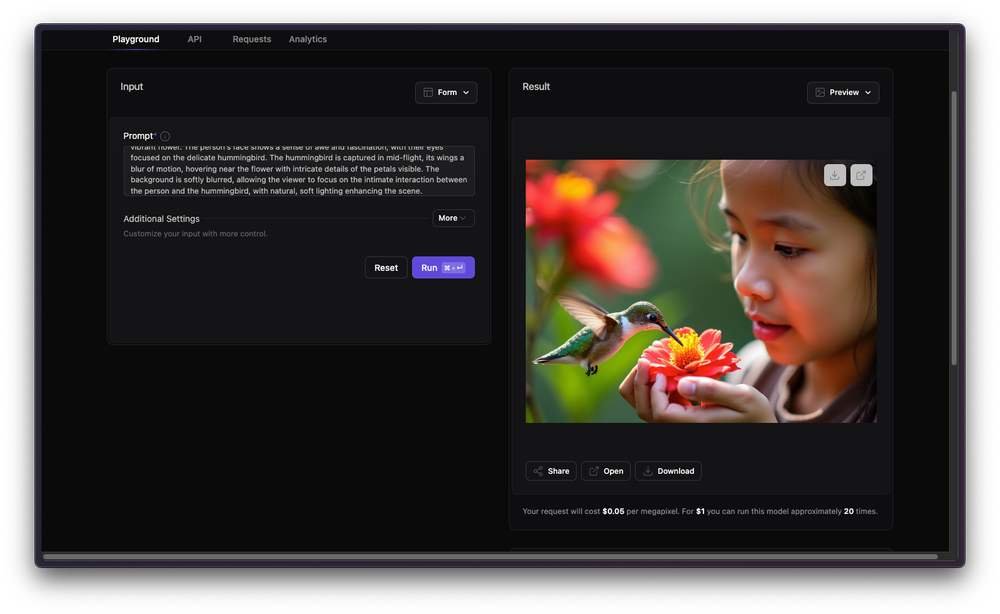 Playground
API
Requests
Analytics
Input
Form
Prompt*
vibrant flower. The person's face shows a sense of awe and fascination, with their eyes
focused on the delicate hummingbird. The hummingbird is captured in mid-flight, its wings a
blur of motion, hovering near the flower with intricate details of the petals visible. The
background is softly blurred, allowing the viewer to focus on the intimate interaction between
the person and the hummingbird, with natural, soft lighting enhancing the scene.
Additional Settings
More
Customize your input with more control.
Reset
Run ⌘+↵
Result
Preview
Share
Open
Download
Your request will cost $0.05 per megapixel. For $1 you can run this model approximately 20 times.